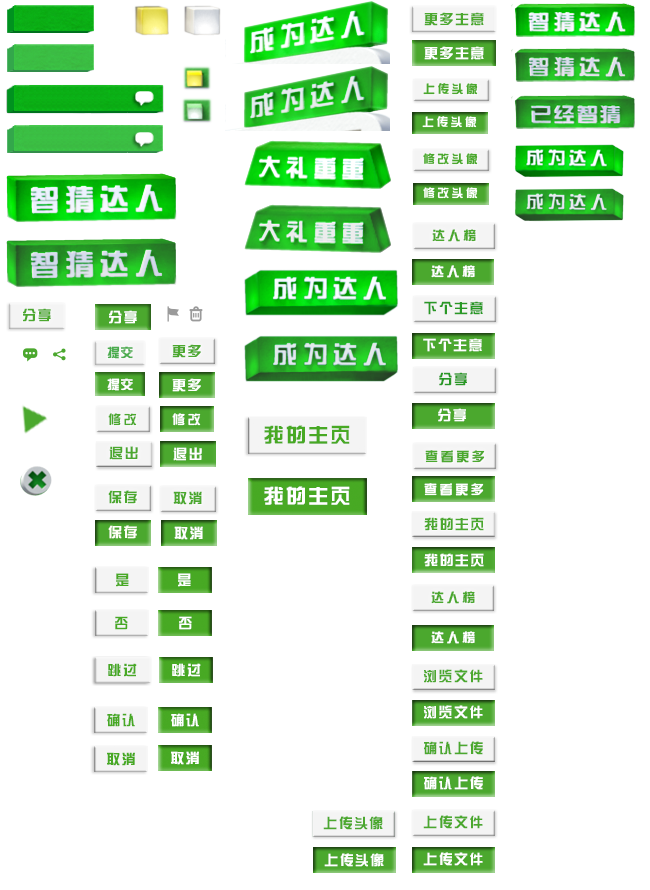 智猜达人
智猜达人
分享
分享
提交
更多
提交
更多
修改
修改
退出
退出
保存
取消
保存
取消
是
是
否
否
跳过
跳过
确认
确认
取消
取消
成为达人
成为达人
大礼重重
大礼重重
成为达人
成为达人
我的主页
我的主页
上传头像
上传头像
更多主意
更多主意
上传头像
上传头像
修改头像
修改头像
达人榜
达人榜
下个主意
下个主意
分享
分享
查看更多
查看更多
我的主页
我的主页
达人榜
达人榜
浏览文件
浏览文件
确认上传
确认上传
上传文件
上传文件
智猜达人
智猜达人
已经智猜
成为达人
成为达人